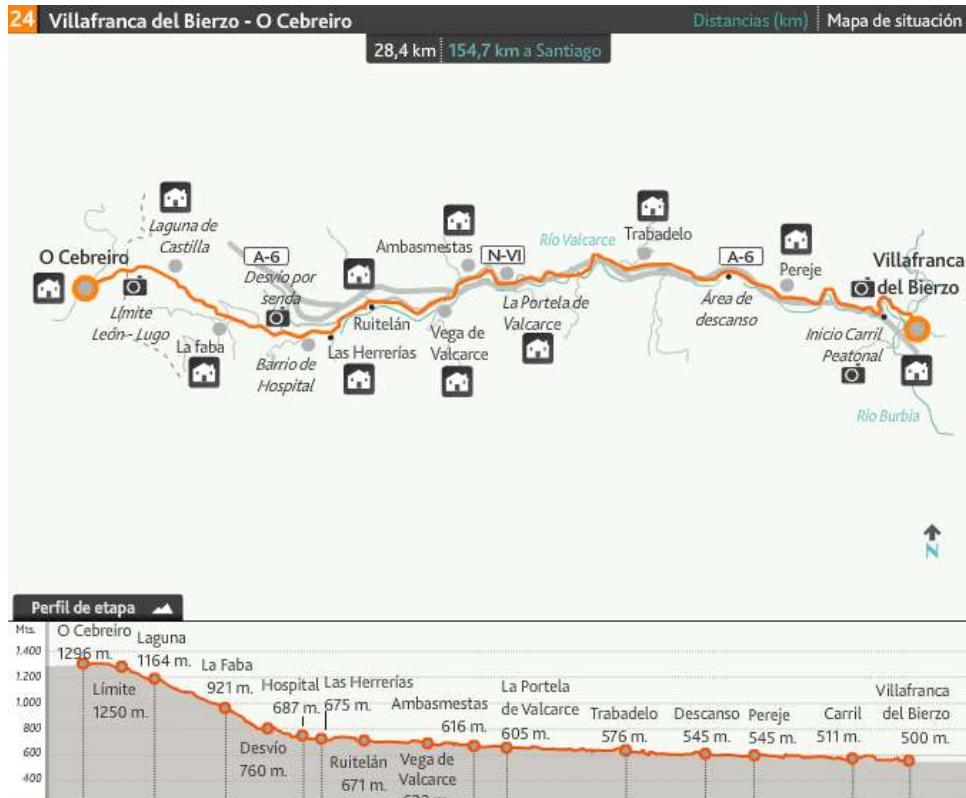 24 Villafranca del Bierzo - O Cebreiro
Distancias (km) Mapa de situación
28,4 km 154,7 km a Santiago
Laguna de
Castilla
O Cebreiro
Límite
León-- Lugo
La faba
A-6
Desvío por
senda
Barrio de
Hospital
Ruitelán
Las Herrerías
Ambasmestas
Vega de
Valcarce
N-VI
La Portela de
Valcarce
Río Valcarce
Trabadelo
A-6
Área de
descanso
Pereje
Villafranca
del Bierzo
Inicio Carril
Peatonal
Río Burbia
N
Perfil de etapa
Mts.
1.400
1.200
1.000
800
600
400
O Cebreiro
1296 m.
Límite
1250 m.
Laguna
1164 m.
La Faba
921 m.
Desvío
760 m.
Hospital
687 m.
Las Herrerías
675 m.
Ruitelán
671 m.
Vega de
Valcarce
Ambasmestas
616 m.
La Portela
de Valcarce
605 m.
Trabadelo
576 m.
Descanso
545 m.
Pereje
545 m.
Carril
511 m.
Villafranca
del Bierzo
500 m.